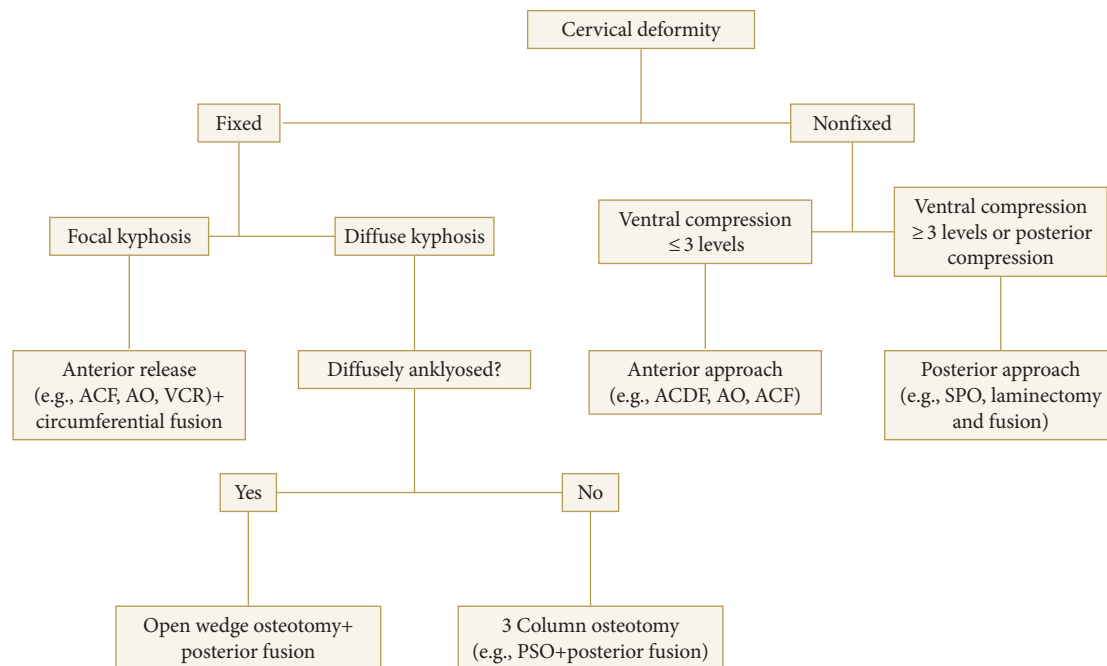 Cervical deformity
Fixed
Nonfixed
Focal kyphosis
Diffuse kyphosis
Ventral compression
≤ 3 levels
Ventral compression
≥ 3 levels or posterior
compression
Anterior release
(e.g., ACF, AO, VCR)+
circumferential fusion
Diffusely anklyosed?
Anterior approach
(e.g., ACDF, AO, ACF)
Posterior approach
(e.g., SPO, laminectomy
and fusion)
Yes
No
Open wedge osteotomy+
posterior fusion
3 Column osteotomy
(e.g., PSO+posterior fusion)